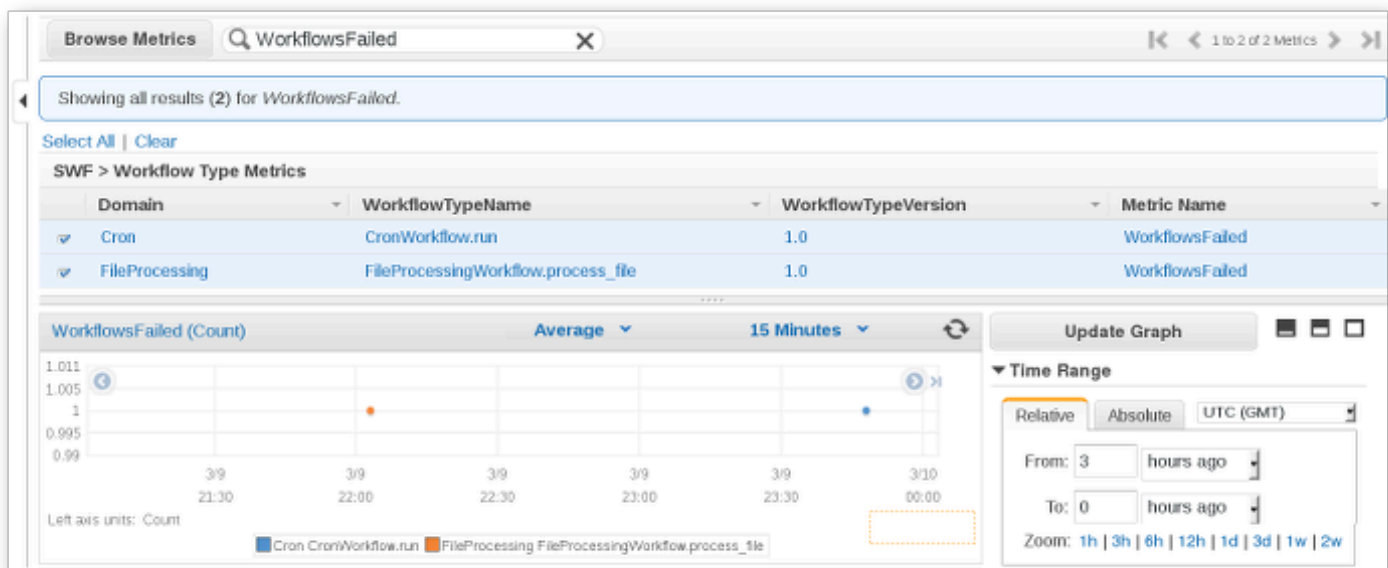 Browse Metrics WorkflowsFailed X 1 to 2 of 2 Metrics
Showing all results (2) for WorkflowsFailed.
Select All | Clear
SWF > Workflow Type Metrics
Domain WorkflowTypeName WorkflowTypeVersion Metric Name
Cron CronWorkflow.run 1.0 WorkflowsFailed
FileProcessing FileProcessingWorkflow.process_file 1.0 WorkflowsFailed
WorkflowsFailed (Count) Average 15 Minutes Update Graph
1.011
1.005
1
0.995
0.99
3/9 3/9 3/9 3/9 3/9 3/10
21:30 22:00 22:30 23:00 23:30 00:00
Left axis units: Count
Cron CronWorkflow.run FileProcessing FileProcessingWorkflow.process_file
Time Range
Relative Absolute UTC (GMT)
From: 3 hours ago
To: 0 hours ago
Zoom: 1h | 3h | 6h | 12h | 1d | 3d | 1w | 2w